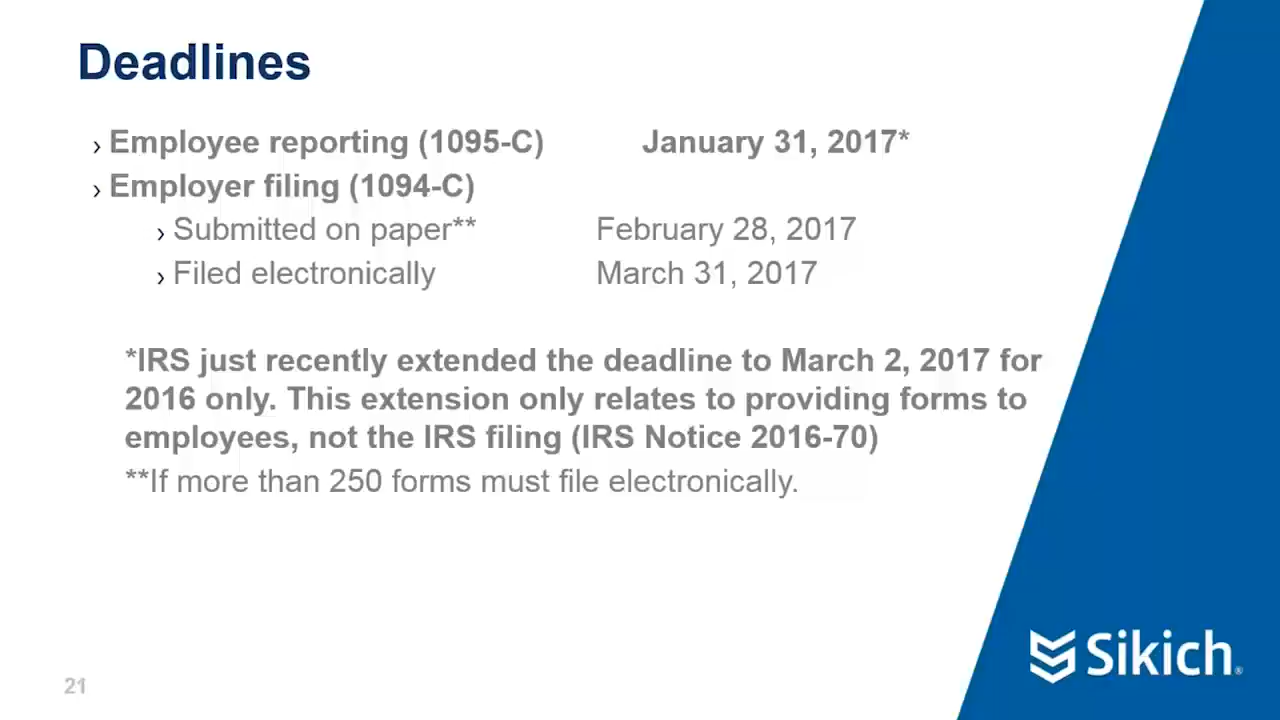 Deadlines
› Employee reporting (1095-C) January 31, 2017*
› Employer filing (1094-C)
› Submitted on paper** February 28, 2017
› Filed electronically March 31, 2017
*IRS just recently extended the deadline to March 2, 2017 for
2016 only. This extension only relates to providing forms to
employees, not the IRS filing (IRS Notice 2016-70)
**If more than 250 forms must file electronically.
Sikich®
21